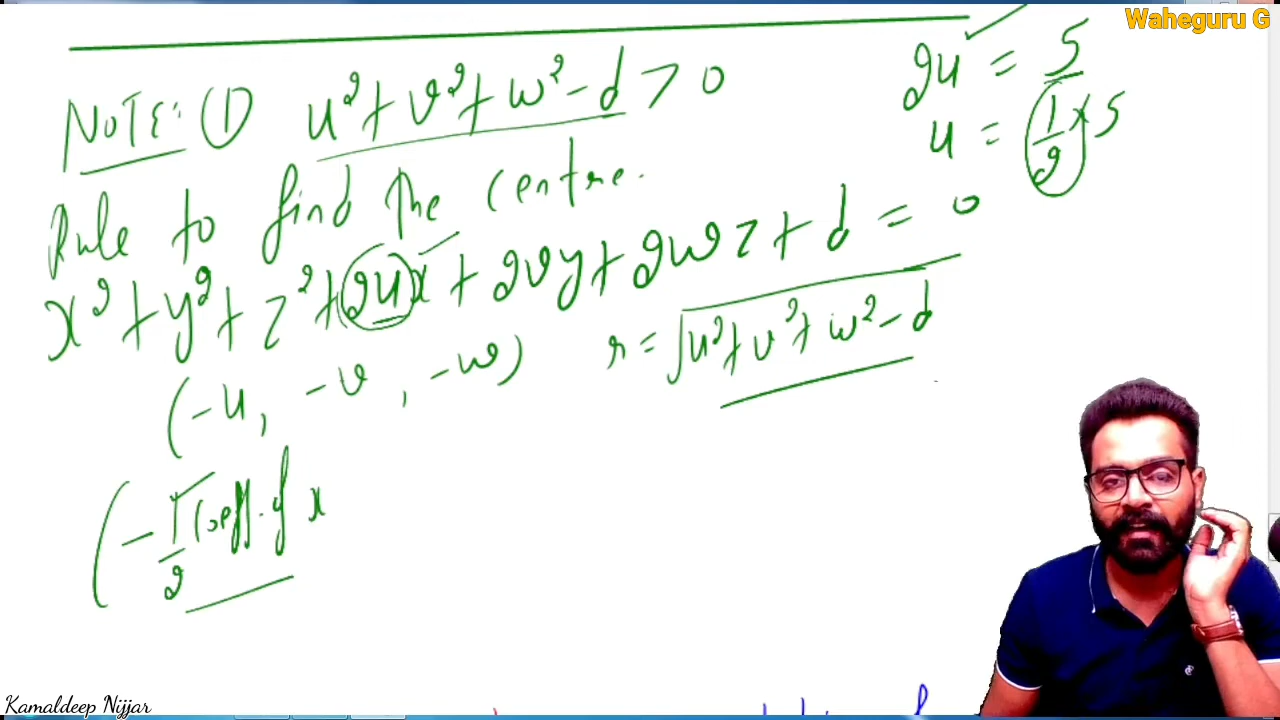 Waheguru G
NOTE: (1) u² + v² + w² - d > 0
2u = 5
u = 1/2 × 5
Rule to find the centre.
x² + y² + z² + 2ux + 2vy + 2wz + d = 0
(-u, -v, -w) r = √u² + v² + w² - d
(-1/2 coeff. of x
Kamaldeep Nijjar